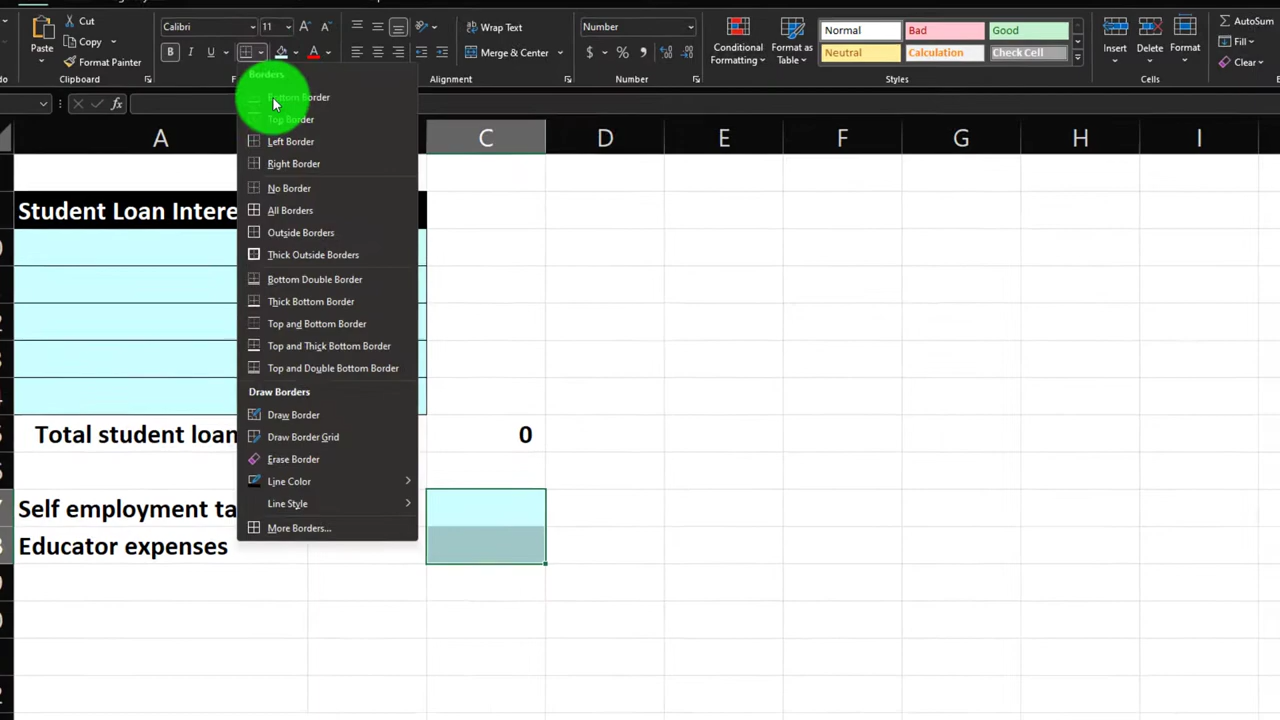 Cut
Copy
Format Painter
Paste
Clipboard
Calibri
11
B I U
Wrap Text
Merge & Center
Alignment
Number
$ %
Number
Conditional Formatting
Format as Table
Normal
Bad
Good
Neutral
Calculation
Check Cell
Styles
Insert
Delete
Format
Cells
AutoSum
Fill
Clear
fx
A C D E F G H I
Borders
Bottom Border
Top Border
Left Border
Right Border
No Border
All Borders
Outside Borders
Thick Outside Borders
Bottom Double Border
Thick Bottom Border
Top and Bottom Border
Top and Thick Bottom Border
Top and Double Bottom Border
Draw Borders
Draw Border
Draw Border Grid
Erase Border
Line Color
Line Style
More Borders...
Student Loan Intere
Total student loan 0
Self employment ta
Educator expenses